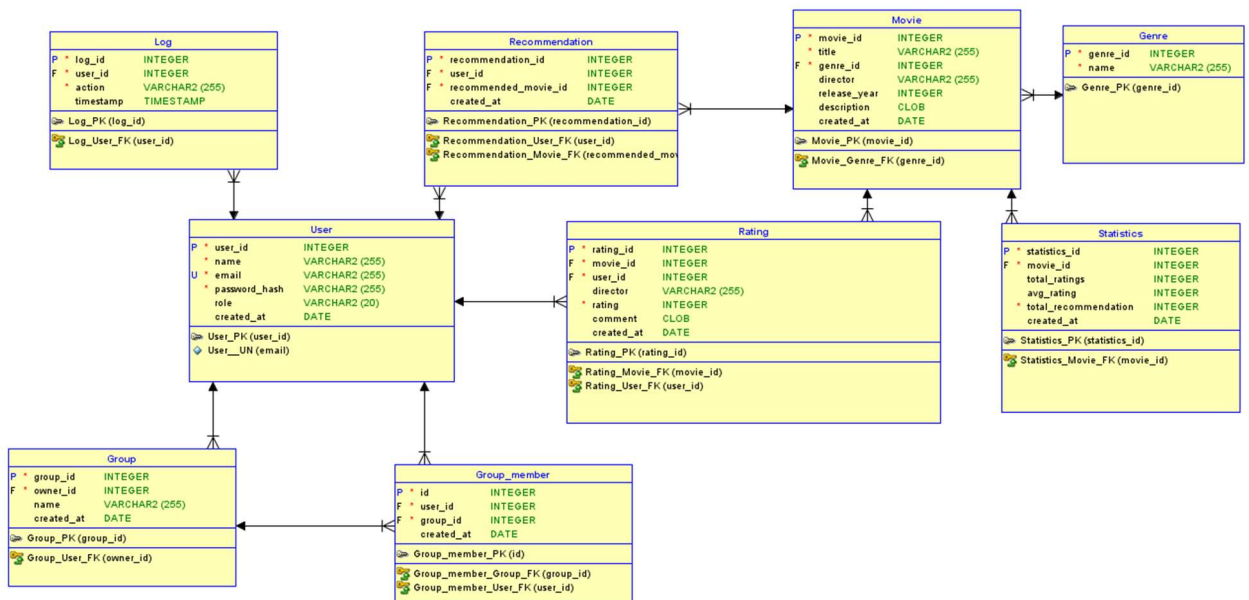 Log
P * log_id INTEGER
F * user_id INTEGER
* action VARCHAR2 (255)
timestamp TIMESTAMP
Log_PK (log_id)
Log_User_FK (user_id)
Recommendation
P * recommendation_id INTEGER
F * user_id INTEGER
F * recommended_movie_id INTEGER
created_at DATE
Recommendation_PK (recommendation_id)
Recommendation_User_FK (user_id)
Recommendation_Movie_FK (recommended_mov
Movie
P * movie_id INTEGER
* title VARCHAR2 (255)
F * genre_id INTEGER
director VARCHAR2 (255)
release_year INTEGER
description CLOB
created_at DATE
Movie_PK (movie_id)
Movie_Genre_FK (genre_id)
Genre
P * genre_id INTEGER
* name VARCHAR2 (255)
Genre_PK (genre_id)
User
P * user_id INTEGER
* name VARCHAR2 (255)
U * email VARCHAR2 (255)
* password_hash VARCHAR2 (255)
role VARCHAR2 (20)
created_at DATE
User_PK (user_id)
User__UN (email)
Rating
P * rating_id INTEGER
F * movie_id INTEGER
F * user_id INTEGER
director VARCHAR2 (255)
* rating INTEGER
comment CLOB
created_at DATE
Rating_PK (rating_id)
Rating_Movie_FK (movie_id)
Rating_User_FK (user_id)
Statistics
P * statistics_id INTEGER
F * movie_id INTEGER
total_ratings INTEGER
avg_rating INTEGER
* total_recommendation INTEGER
created_at DATE
Statistics_PK (statistics_id)
Statistics_Movie_FK (movie_id)
Group
P * group_id INTEGER
F * owner_id INTEGER
name VARCHAR2 (255)
created_at DATE
Group_PK (group_id)
Group_User_FK (owner_id)
Group_member
P * id INTEGER
F * user_id INTEGER
F * group_id INTEGER
created_at DATE
Group_member_PK (id)
Group_member_Group_FK (group_id)
Group_member_User_FK (user_id)